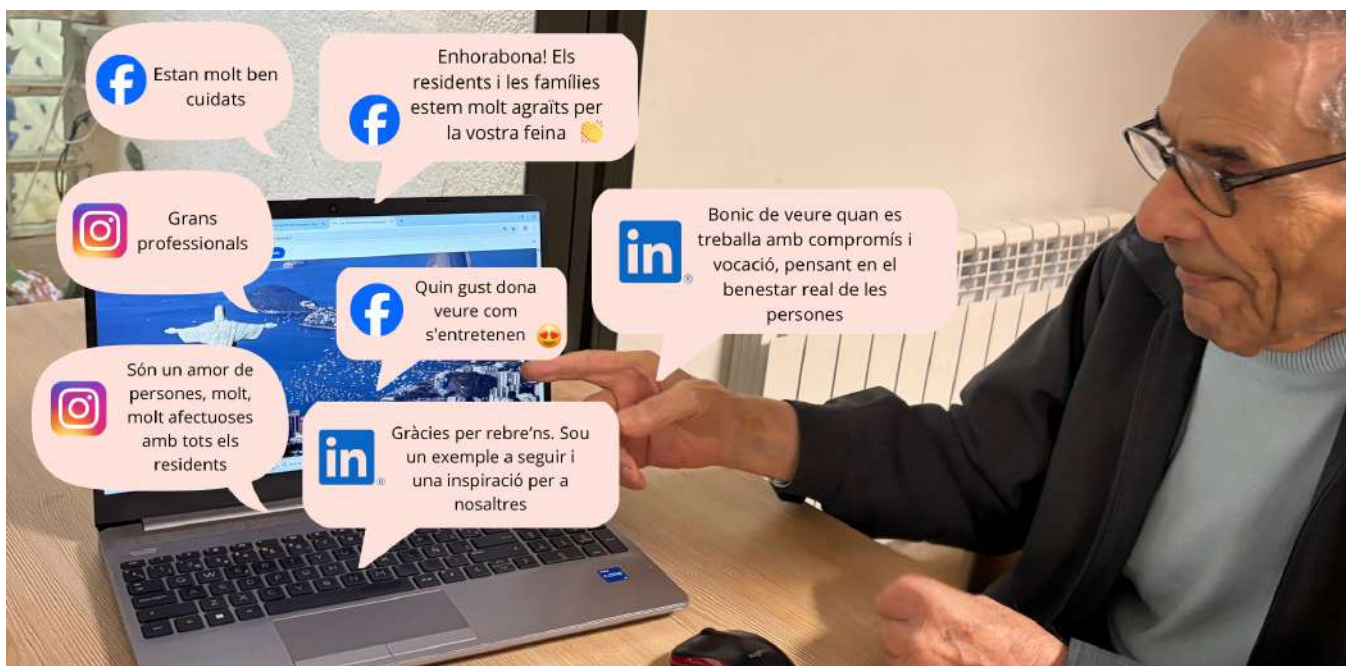 Estan molt ben
cuidats
Enhorabona! Els
residents i les famílies
estem molt agraïts per
la vostra feina 👏
Grans
professionals
Bonic de veure quan es
treballa amb compromís i
vocació, pensant en el
benestar real de les
persones
Quin gust dona
veure com
s'entretenen 😍
Són un amor de
persones, molt,
molt afectuoses
amb tots els
residents
Gràcies per rebre'ns. Sou
un exemple a seguir i
una inspiració per a
nosaltres